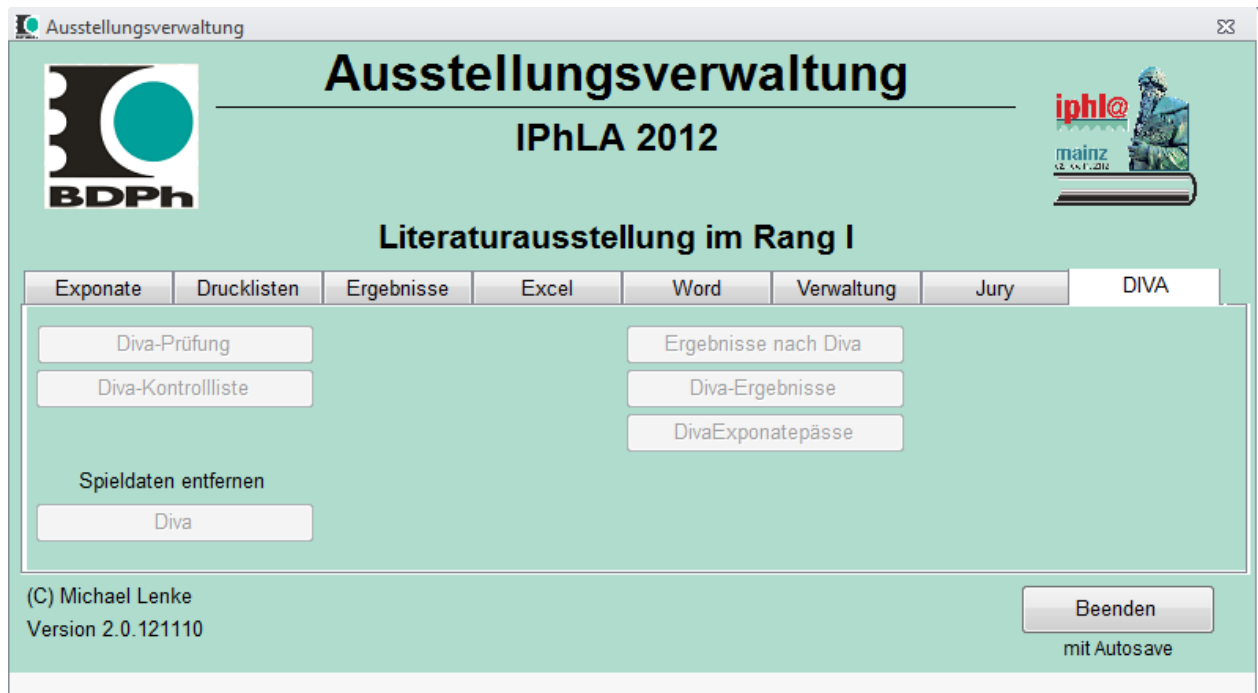 Ausstellungsverwaltung
Ausstellungsverwaltung
IPhLA 2012
BDPh
iphl@
mainz
Literaturausstellung im Rang I
Exponate Drucklisten Ergebnisse Excel Word Verwaltung Jury DIVA
Diva-Prüfung Ergebnisse nach Diva
Diva-Kontrollliste Diva-Ergebnisse
DivaExponatepässe
Spieldaten entfernen
Diva
(C) Michael Lenke
Version 2.0.121110
Beenden
mit Autosave